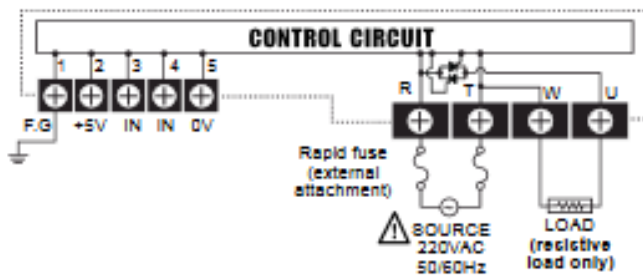 CONTROL CIRCUIT
1 2 3 4 5
F.G +5V IN IN 0V
R T W U
Rapid fuse
(external
attachment)
SOURCE
220VAC
50/60Hz
LOAD
(resistive
load only)